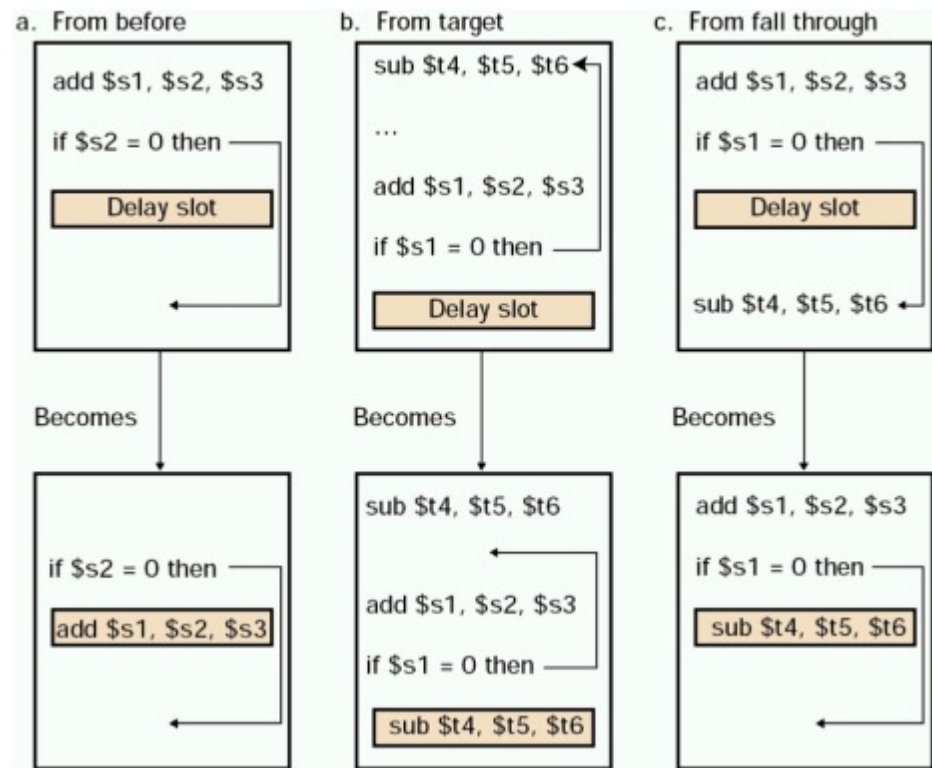 a. From before
add $s1, $s2, $s3
if $s2 = 0 then
Delay slot
Becomes
if $s2 = 0 then
add $s1, $s2, $s3
b. From target
sub $t4, $t5, $t6
...
add $s1, $s2, $s3
if $s1 = 0 then
Delay slot
Becomes
sub $t4, $t5, $t6
add $s1, $s2, $s3
if $s1 = 0 then
sub $t4, $t5, $t6
c. From fall through
add $s1, $s2, $s3
if $s1 = 0 then
Delay slot
sub $t4, $t5, $t6
Becomes
add $s1, $s2, $s3
if $s1 = 0 then
sub $t4, $t5, $t6